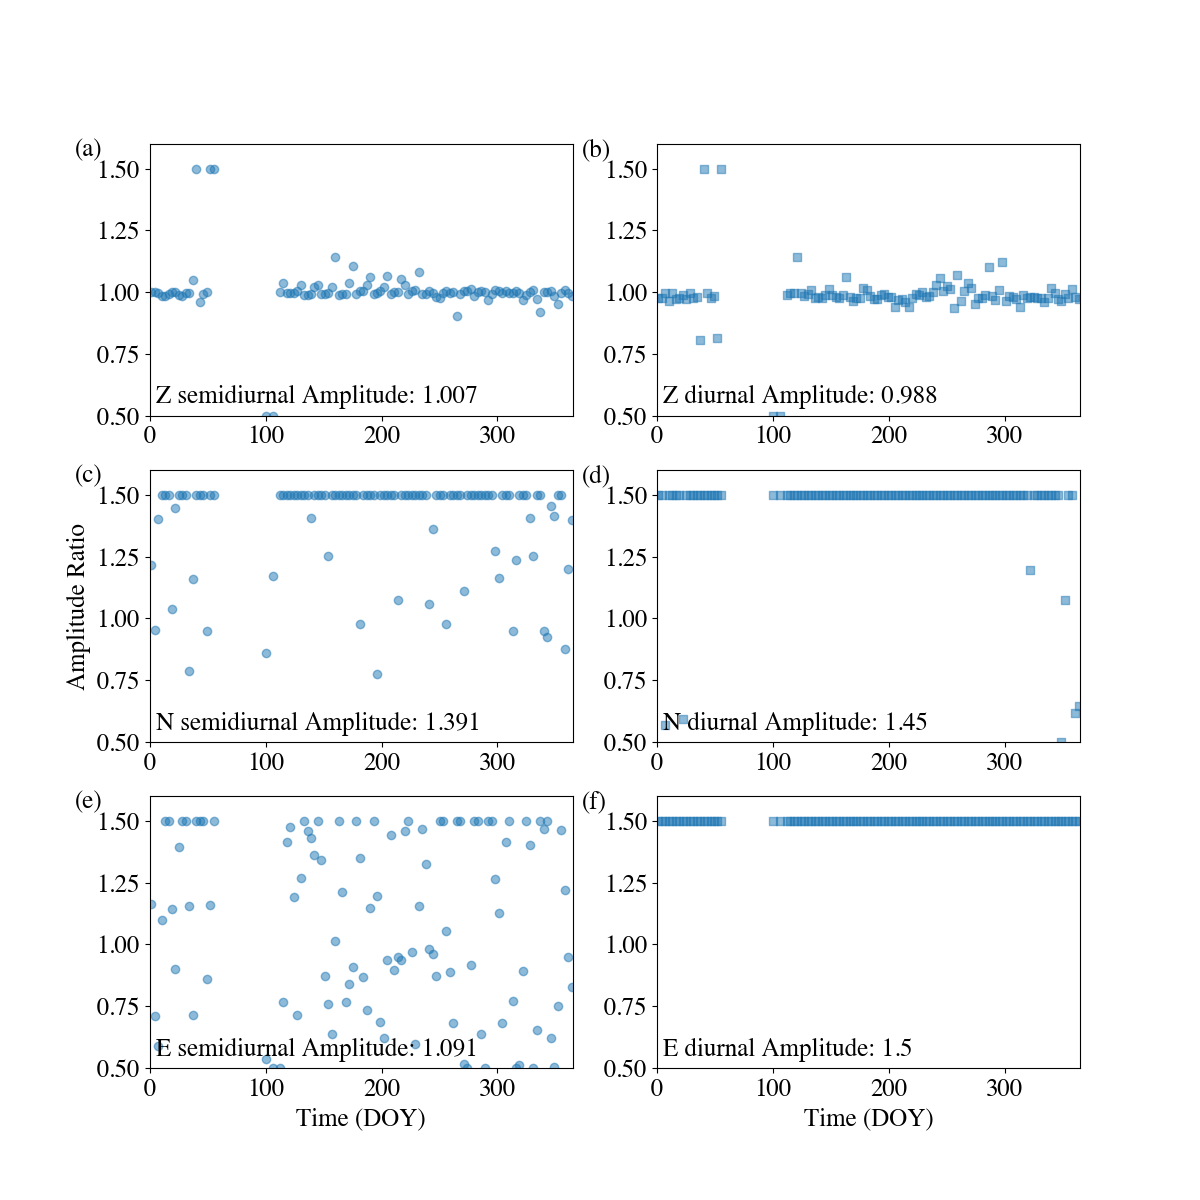 (a) (b)
1.50 1.50
1.25 1.25
1.00 1.00
0.75 0.75
Z semidiurnal Amplitude: 1.007 Z diurnal Amplitude: 0.988
0.50 0.50
0 100 200 300 0 100 200 300
(c) (d)
1.50 1.50
1.25 1.25
1.00 1.00
0.75 0.75
N semidiurnal Amplitude: 1.391 N diurnal Amplitude: 1.45
0.50 0.50
0 100 200 300 0 100 200 300
Amplitude Ratio
(e) (f)
1.50 1.50
1.25 1.25
1.00 1.00
0.75 0.75
E semidiurnal Amplitude: 1.091 E diurnal Amplitude: 1.5
0.50 0.50
0 100 200 300 0 100 200 300
Time (DOY) Time (DOY)